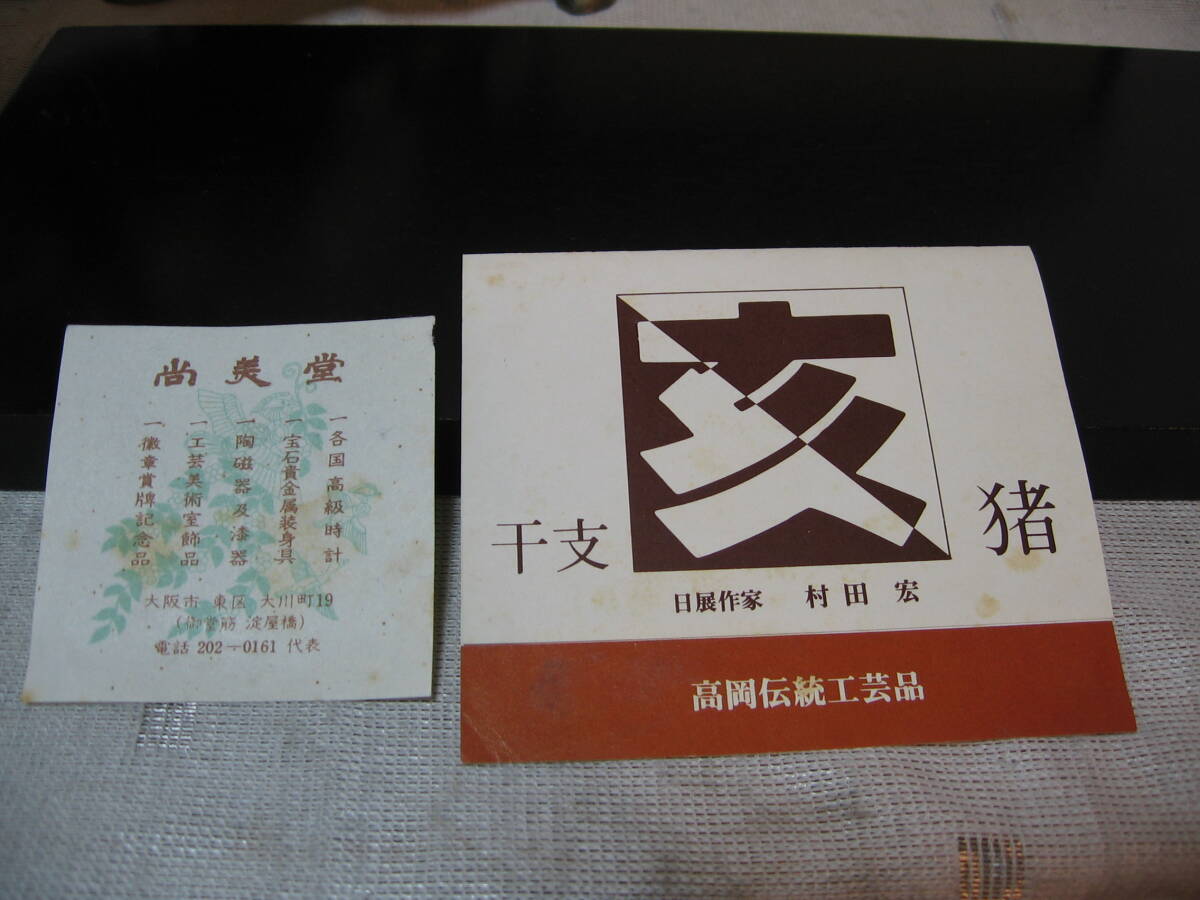 尚美堂
一、各国高級時計
一、宝石貴金属装身具
一、陶磁器及漆器
一、工芸美術室飾品
一、徽章賞牌記念品
大阪市 東区 大川町19
(御堂筋 淀屋橋)
電話 202-0161 代表
亥
干支
猪
日展作家 村田 宏
高岡伝統工芸品